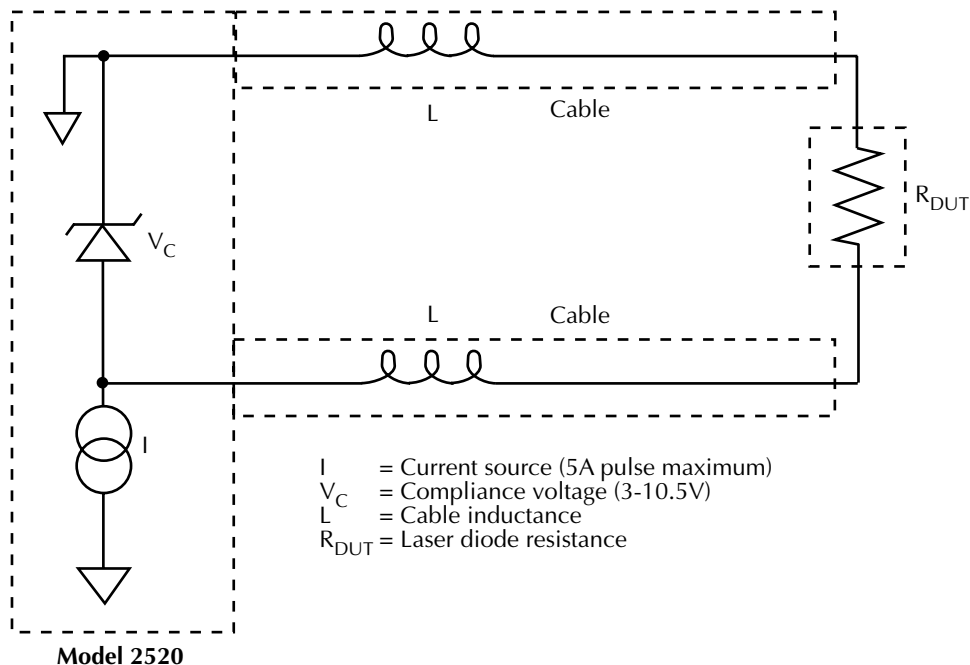 L Cable
R_DUT
V_C
L Cable
I
I = Current source (5A pulse maximum)
V_C = Compliance voltage (3-10.5V)
L = Cable inductance
R_DUT = Laser diode resistance
Model 2520